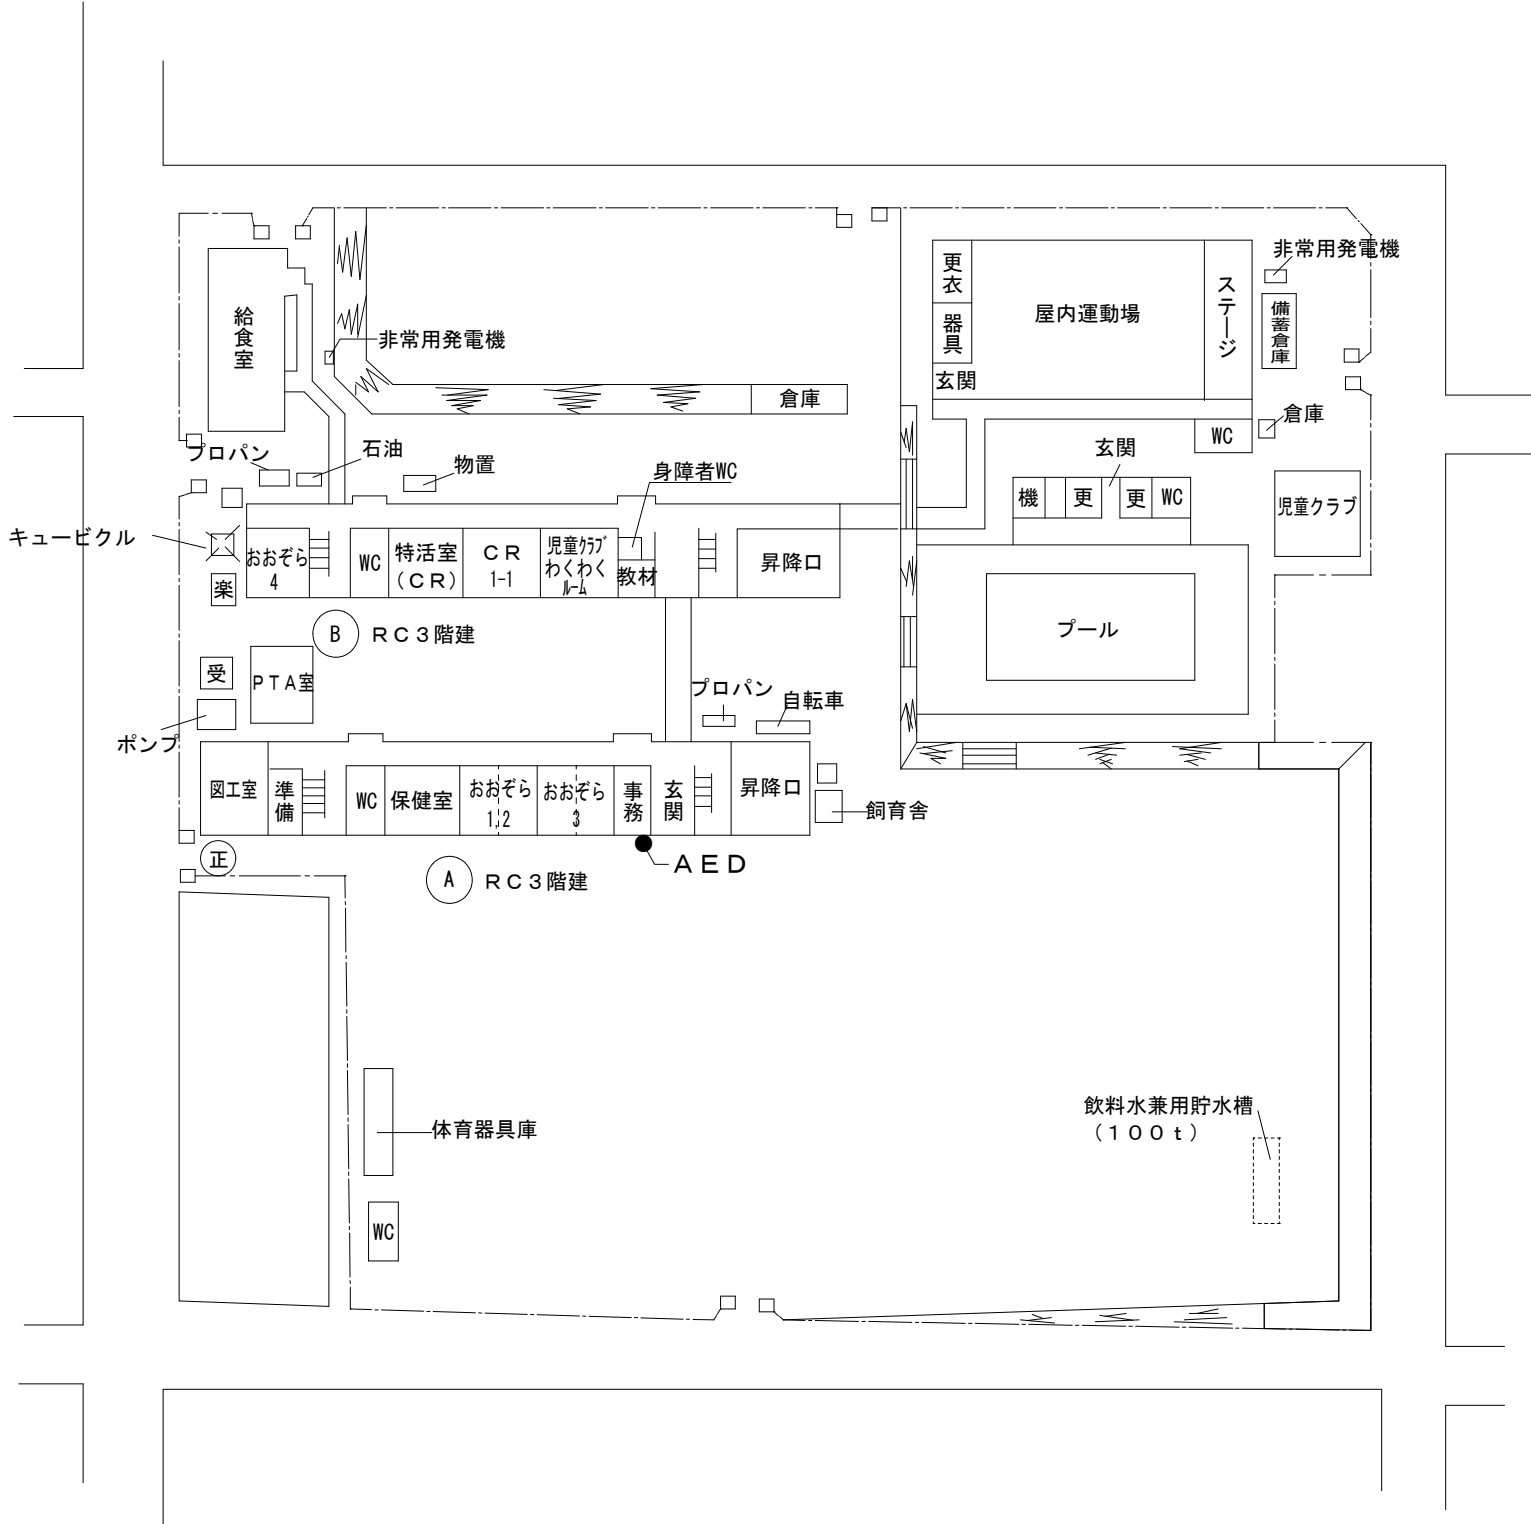 非常用発電機
更衣
器具
玄関
屋内運動場
ステージ
備蓄倉庫
給食室
非常用発電機
倉庫
倉庫
WC
プロパン
石油
物置
身障者WC
玄関
機
更
更
WC
児童クラブ
キュービクル
おおぞら
4
WC
特活室
(CR)
CR
1-1
児童クラブ
わくわく
ルーム
教材
昇降口
楽
B
RC3階建
プール
受
PTA室
ポンプ
プロパン
自転車
図工室
準備
WC
保健室
おおぞら
1,2
おおぞら
3
事務
玄関
昇降口
飼育舎
正
AED
A
RC3階建
体育器具庫
飲料水兼用貯水槽
(100t)
WC